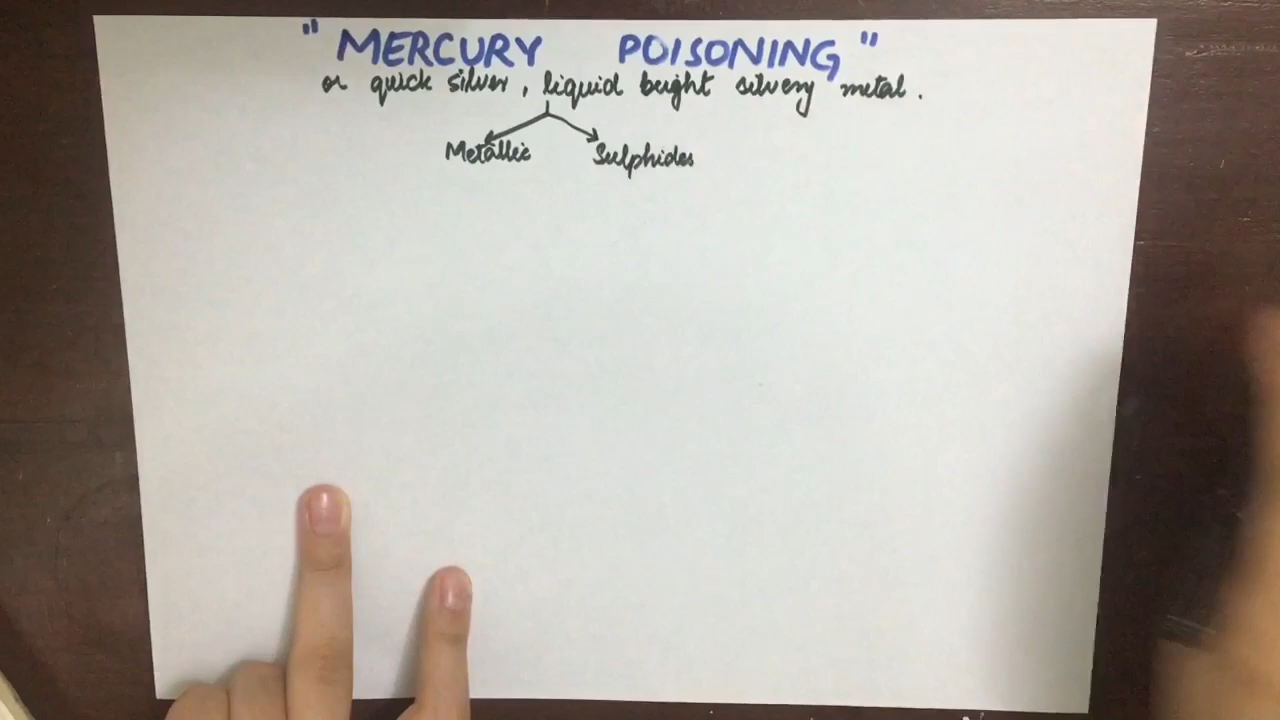 "MERCURY POISONING"
or quick silver, liquid bright silvery metal.
Metallic Sulphides